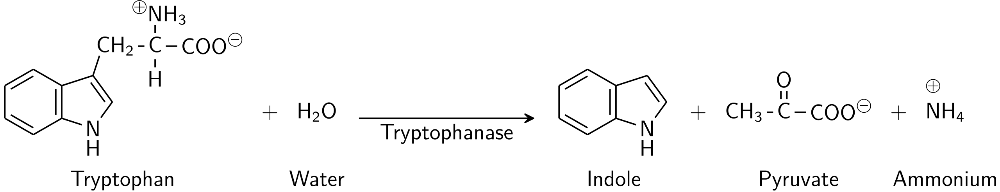 ⊕NH₃
CH₂ – C – COO⊖
H
N
H
+ H₂O
Tryptophanase
N
H
+
O
CH₃ – C – COO⊖
+
⊕
NH₄
Tryptophan Water Indole Pyruvate Ammonium